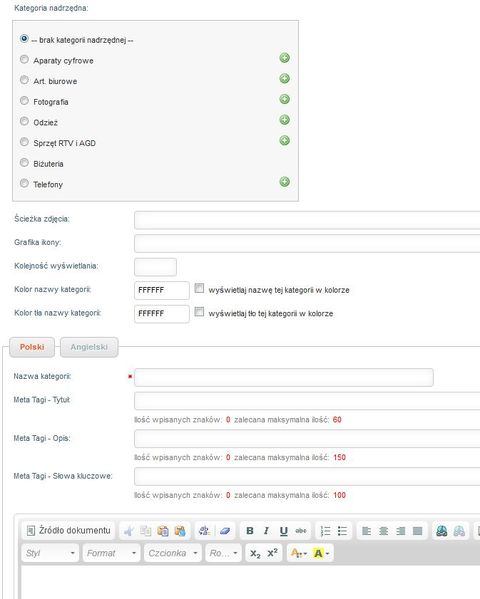 Kategoria nadrzędna:
-- brak kategorii nadrzędnej --
Aparaty cyfrowe
Art. biurowe
Fotografia
Odzież
Sprzęt RTV i AGD
Biżuteria
Telefony
Ścieżka zdjęcia:
Grafika ikony:
Kolejność wyświetlania:
Kolor nazwy kategorii: FFFFFF wyświetlaj nazwę tej kategorii w kolorze
Kolor tła nazwy kategorii: FFFFFF wyświetlaj tło tej kategorii w kolorze
Polski Angielski
Nazwa kategorii: *
Meta Tagi - Tytuł:
Ilość wpisanych znaków: 0 zalecana maksymalna ilość: 60
Meta Tagi - Opis:
Ilość wpisanych znaków: 0 zalecana maksymalna ilość: 150
Meta Tagi - Słowa kluczowe:
Ilość wpisanych znaków: 0 zalecana maksymalna ilość: 100
Źródło dokumentu B I U abc
Styl Format Czcionka Ro... X₂ X² A A